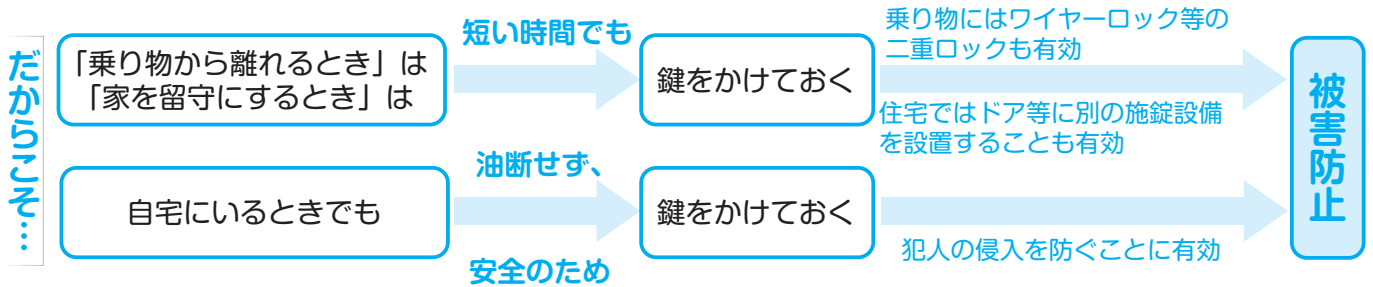 だからこそ…
「乗り物から離れるとき」は
「家を留守にするとき」は
短い時間でも
鍵をかけておく
乗り物にはワイヤーロック等の
二重ロックも有効
住宅ではドア等に別の施錠設備
を設置することも有効
自宅にいるときでも
油断せず、
安全のため
鍵をかけておく
犯人の侵入を防ぐことに有効
被害防止